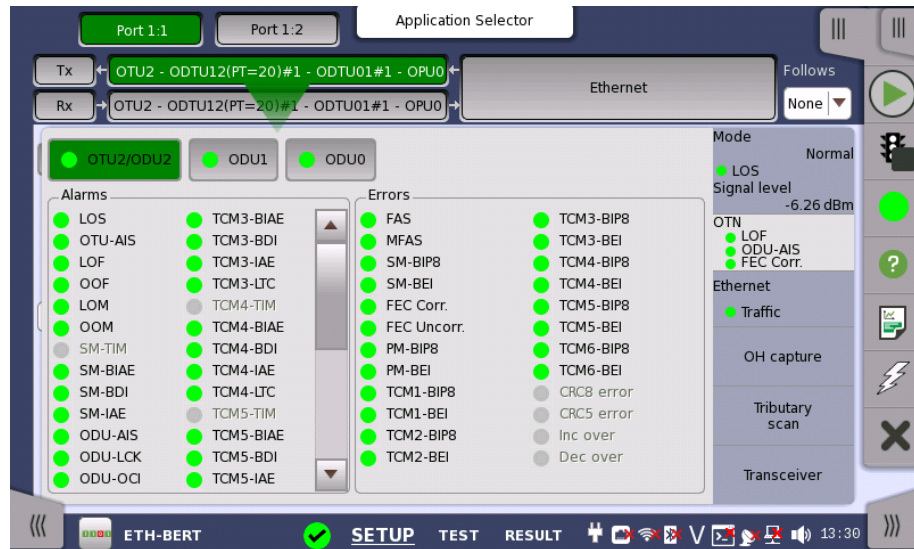 Application Selector
Port 1:1
Port 1:2
Tx
OTU2 - ODTU12(PT=20)#1 - ODTU01#1 - OPU0
Ethernet
Follows
Rx
OTU2 - ODTU12(PT=20)#1 - ODTU01#1 - OPU0
None
OTU2/ODU2
ODU1
ODU0
Alarms
LOS
OTU-AIS
LOF
OOF
LOM
OOM
SM-TIM
SM-BIAE
SM-BDI
SM-IAE
ODU-AIS
ODU-LCK
ODU-OCI
TCM3-BIAE
TCM3-BDI
TCM3-IAE
TCM3-LTC
TCM4-TIM
TCM4-BIAE
TCM4-BDI
TCM4-IAE
TCM4-LTC
TCM5-TIM
TCM5-BIAE
TCM5-BDI
TCM5-IAE
Errors
FAS
MFAS
SM-BIP8
SM-BEI
FEC Corr.
FEC Uncorr.
PM-BIP8
PM-BEI
TCM1-BIP8
TCM1-BEI
TCM2-BIP8
TCM2-BEI
TCM3-BIP8
TCM3-BEI
TCM4-BIP8
TCM4-BEI
TCM5-BIP8
TCM5-BEI
TCM6-BIP8
TCM6-BEI
CRC8 error
CRC5 error
Inc over
Dec over
Mode
Normal
LOS
Signal level
-6.26 dBm
OTN
LOF
ODU-AIS
FEC Corr.
Ethernet
Traffic
OH capture
Tributary
scan
Transceiver
ETH-BERT
SETUP
TEST
RESULT
V
13:30